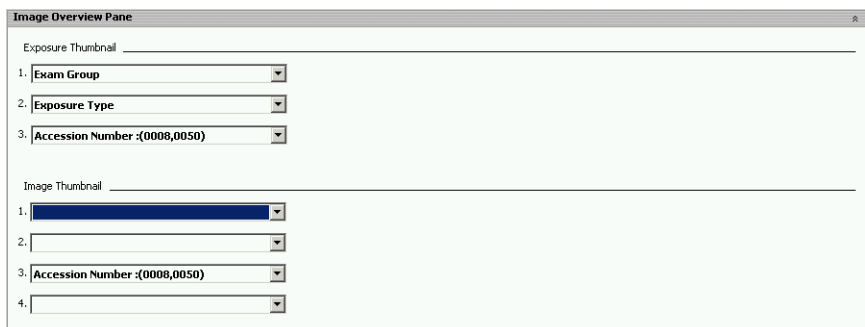 Image Overview Pane
Exposure Thumbnail
1. Exam Group
2. Exposure Type
3. Accession Number :(0008,0050)
Image Thumbnail
1.
2.
3. Accession Number :(0008,0050)
4.